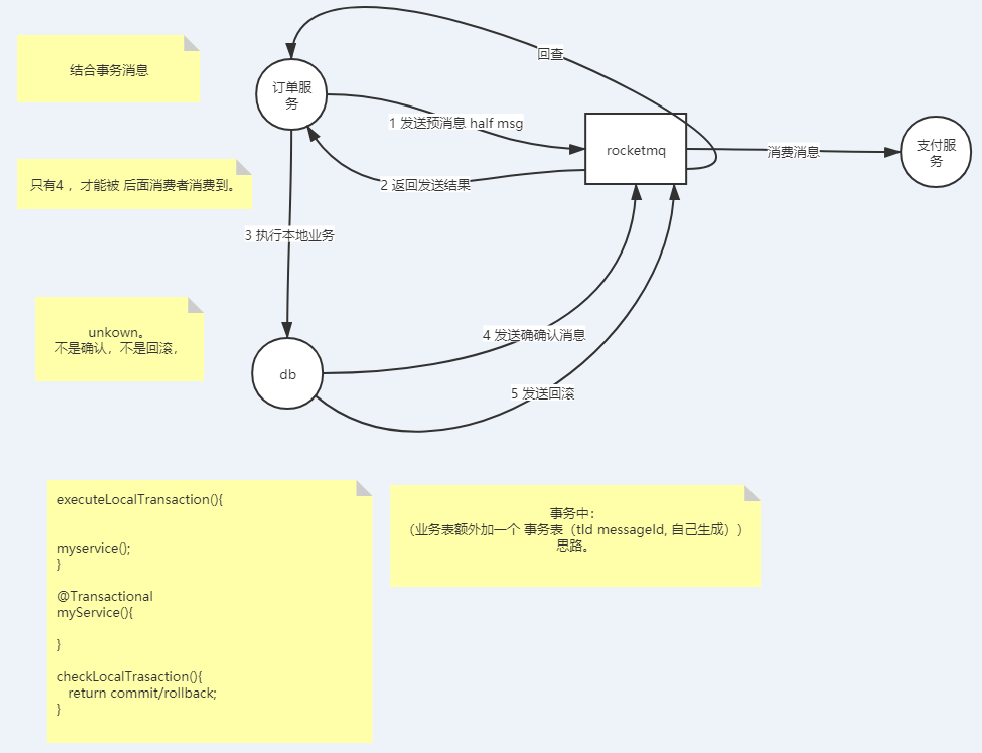 结合事务消息
订单服
务
回查
1 发送预消息 half msg
rocketmq
消费消息
支付服
务
2 返回发送结果
只有4 ，才能被 后面消费者消费到。
3 执行本地业务
unkown。
不是确认，不是回滚，
db
4 发送确确认消息
5 发送回滚
executeLocalTransaction(){
myservice();
}
@Transactional
myService(){
}
checkLocalTrasaction(){
return commit/rollback;
}
事务中：
（业务表额外加一个 事务表（tId messageId, 自己生成））
思路。